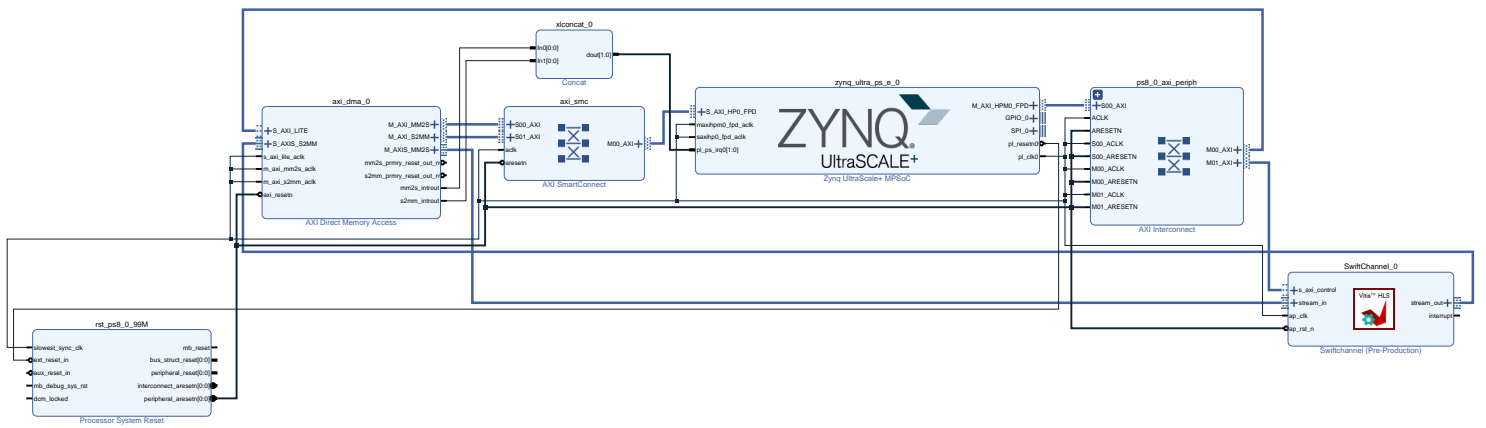 xlconcat_0
In0[0:0]
In1[0:0]
dout[1:0]
Concat
axi_dma_0
S_AXI_LITE
S_AXIS_S2MM
s_axi_lite_aclk
m_axi_mm2s_aclk
m_axi_s2mm_aclk
axi_resetn
M_AXI_MM2S
M_AXI_S2MM
M_AXIS_MM2S
mm2s_prmry_reset_out_n
s2mm_prmry_reset_out_n
mm2s_introut
s2mm_introut
AXI Direct Memory Access
axi_smc
S00_AXI
S01_AXI
aclk
aresetn
M00_AXI
AXI SmartConnect
zynq_ultra_ps_e_0
S_AXI_HP0_FPD
maxihpm0_fpd_aclk
saxihp0_fpd_aclk
pl_ps_irq0[1:0]
ZYNQ
UltraSCALE+
M_AXI_HPM0_FPD
GPIO_0
SPI_0
pl_resetn0
pl_clk0
Zynq UltraScale+ MPSoC
ps8_0_axi_periph
S00_AXI
ACLK
ARESETN
S00_ACLK
S00_ARESETN
M00_ACLK
M00_ARESETN
M01_ACLK
M01_ARESETN
M00_AXI
M01_AXI
AXI Interconnect
SwiftChannel_0
s_axi_control
stream_in
ap_clk
ap_rst_n
Vitis™ HLS
stream_out
interrupt
Swiftchannel (Pre-Production)
rst_ps8_0_99M
slowest_sync_clk
ext_reset_in
aux_reset_in
mb_debug_sys_rst
dcm_locked
mb_reset
bus_struct_reset[0:0]
peripheral_reset[0:0]
interconnect_aresetn[0:0]
peripheral_aresetn[0:0]
Processor System Reset